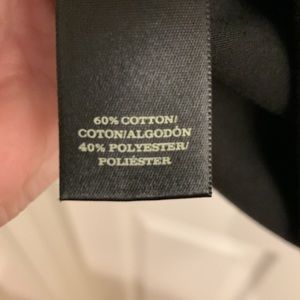 60% COTTON/
COTON/ALGODÓN
40% POLYESTER/
POLIÉSTER